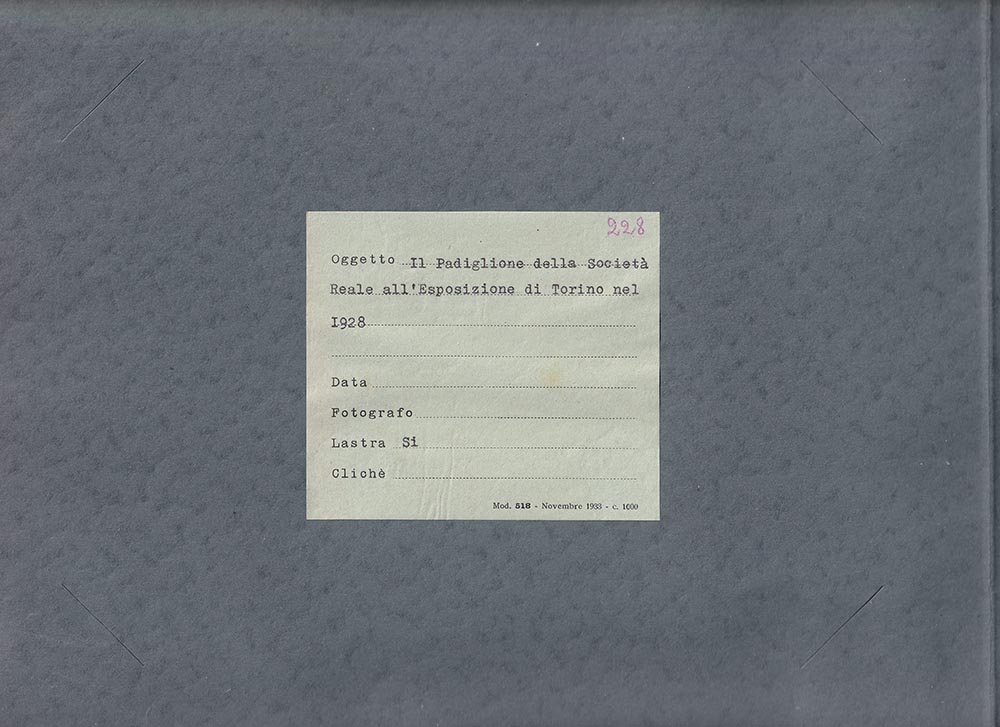 228
Oggetto Il Padiglione della Società
Reale all'Esposizione di Torino nel
I928
Data
Fotografo
Lastra Si
Clichè
Mod. 518 - Novembre 1933 - c. 1000